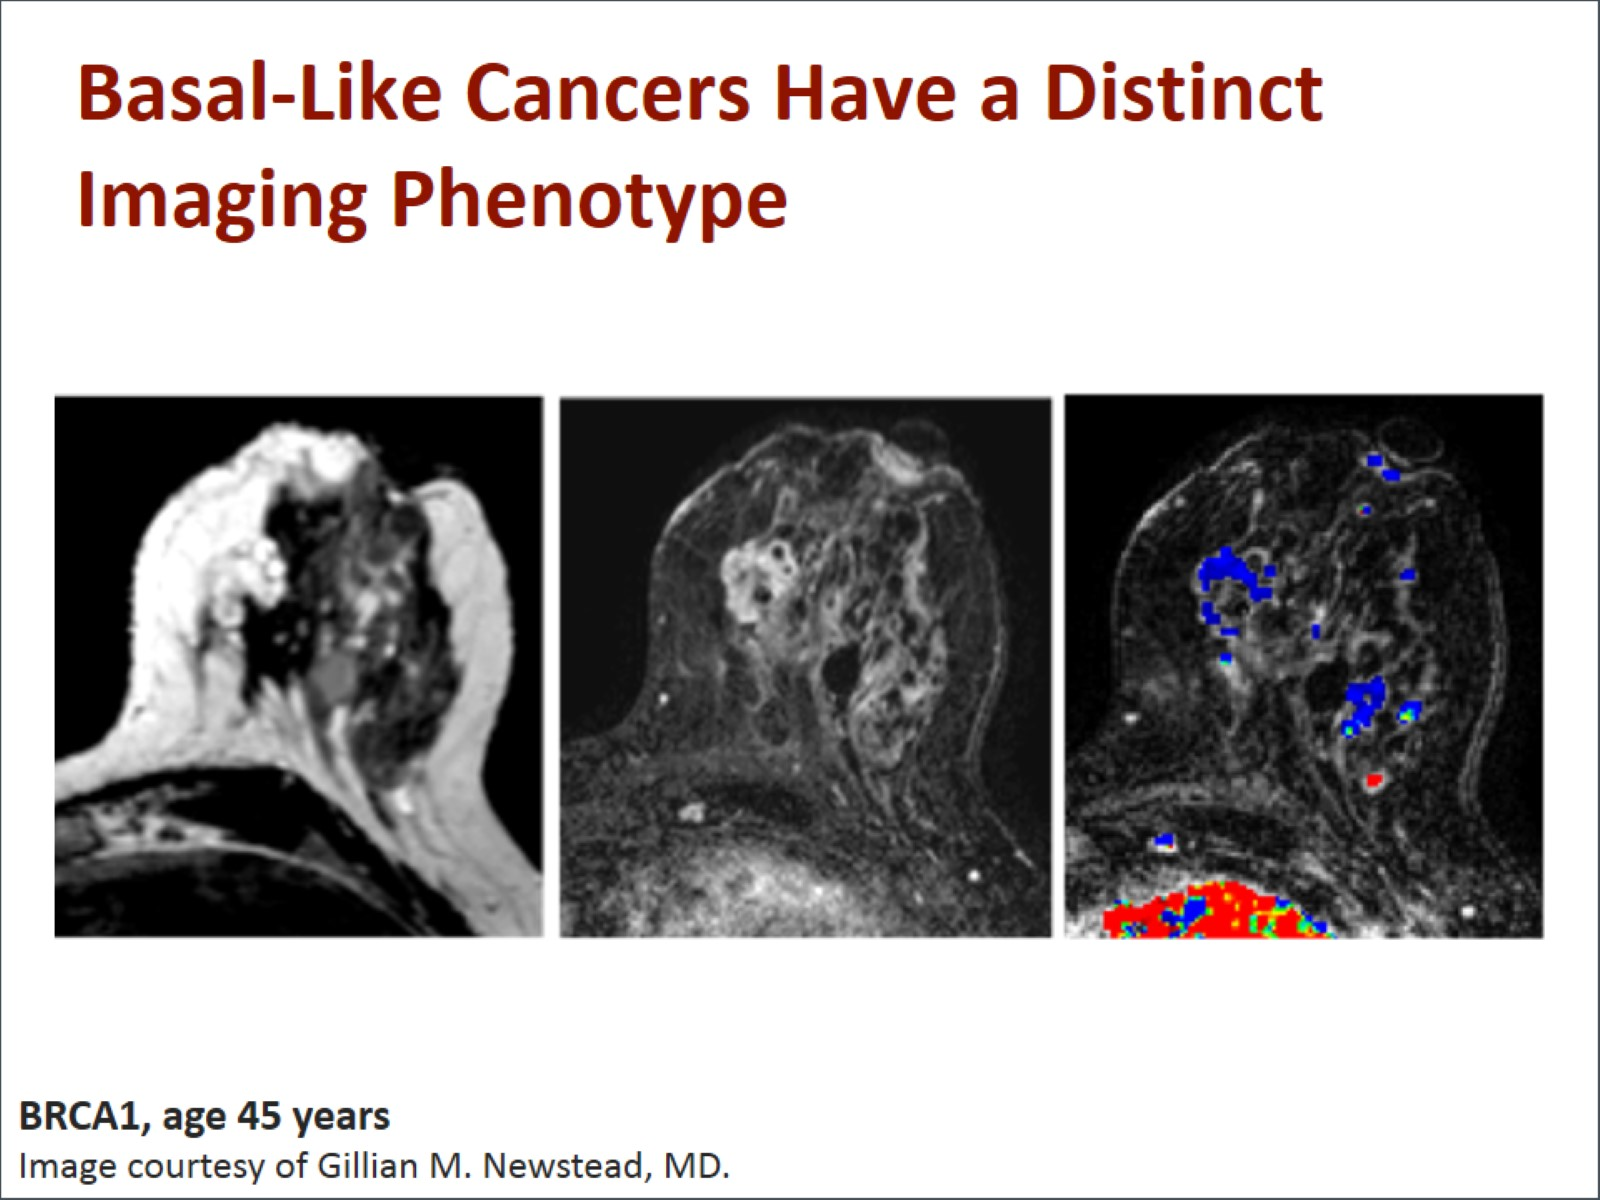 Basal-Like Cancers Have a Distinct
Imaging Phenotype
BRCA1, age 45 years
Image courtesy of Gillian M. Newstead, MD.